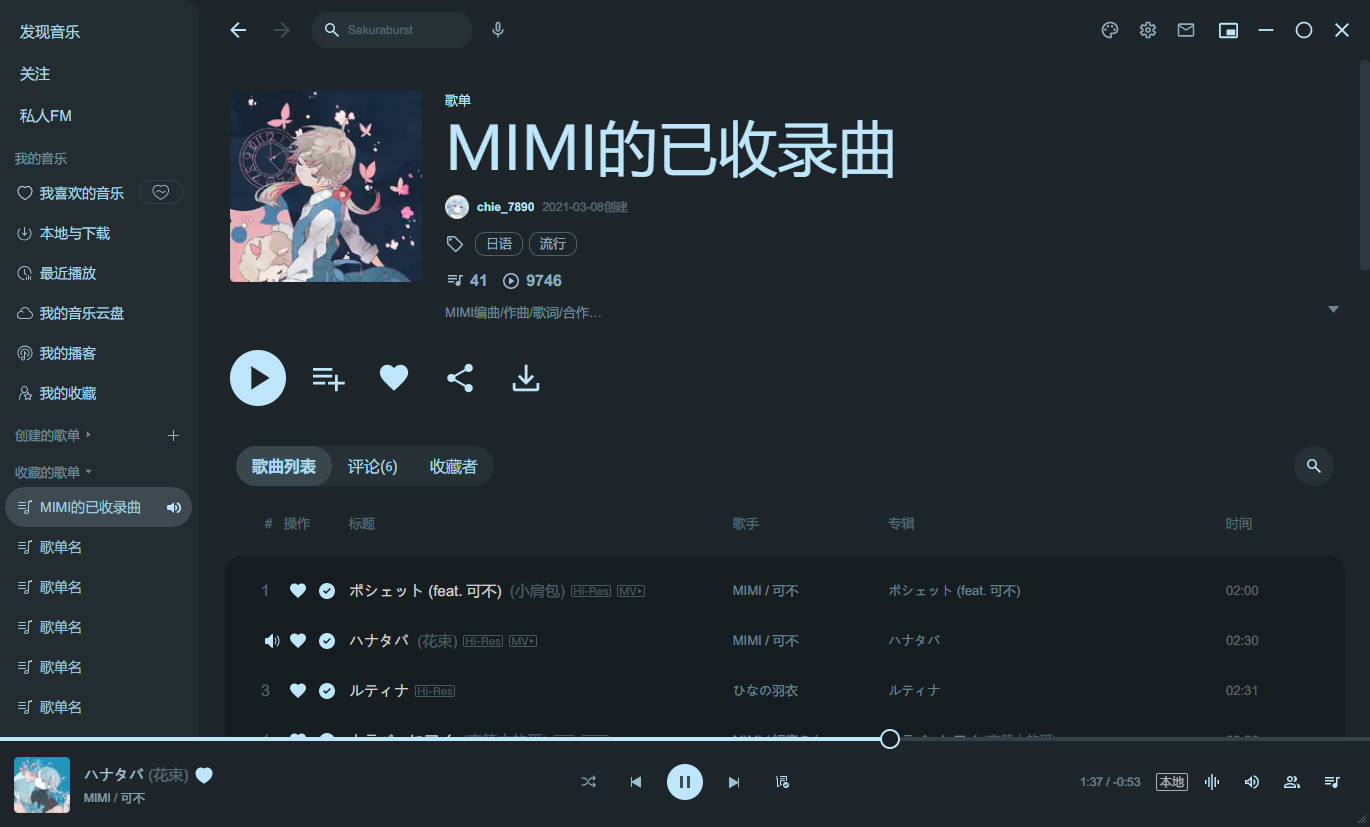 发现音乐
关注
私人FM
我的音乐
我喜欢的音乐
本地与下载
最近播放
我的音乐云盘
我的播客
我的收藏
创建的歌单
收藏的歌单
MIMI的已收录曲
歌单名
歌单名
歌单名
歌单名
歌单名
Sakuraburst
歌单
MIMI的已收录曲
chie_7890 2021-03-08创建
日语 流行
41 9746
MIMI编曲/作曲/歌词/合作...
歌曲列表 评论(6) 收藏者
# 操作 标题 歌手 专辑 时间
1 ポシェット (feat. 可不) (小肩包) Hi-Res MV MIMI / 可不 ポシェット (feat. 可不) 02:00
ハナタバ (花束) Hi-Res MV MIMI / 可不 ハナタバ 02:30
3 ルティナ Hi-Res ひなの羽衣 ルティナ 02:31
ハナタバ (花束)
MIMI / 可不
1:37 / -0:53 本地